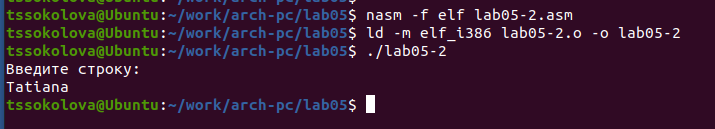 tssokolova@Ubuntu:~/work/arch-pc/lab05$ nasm -f elf lab05-2.asm
tssokolova@Ubuntu:~/work/arch-pc/lab05$ ld -m elf_i386 lab05-2.o -o lab05-2
tssokolova@Ubuntu:~/work/arch-pc/lab05$ ./lab05-2
Введите строку:
Tatiana
tssokolova@Ubuntu:~/work/arch-pc/lab05$